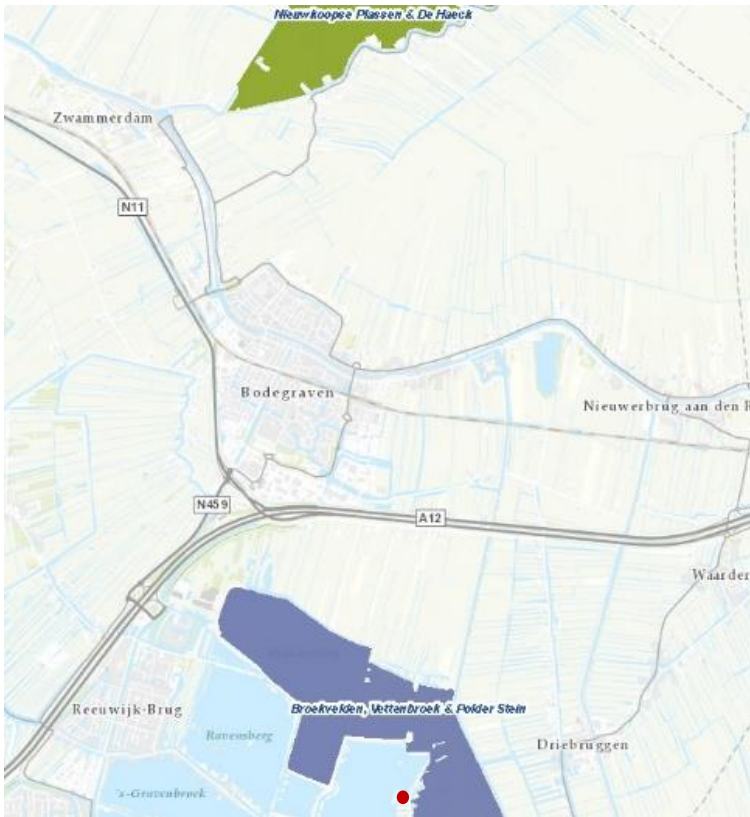 Nieuwkoopse Plassen & De Haeck
Zwammerdam
N11
Bodegraven
Nieuwerbrug aan den R
N459
A12
Waarder
Reeuwijk-Brug
Broekvelden, Vettenbroek & Polder Stein
Ravensberg
Driebruggen
's-Gravenbroek